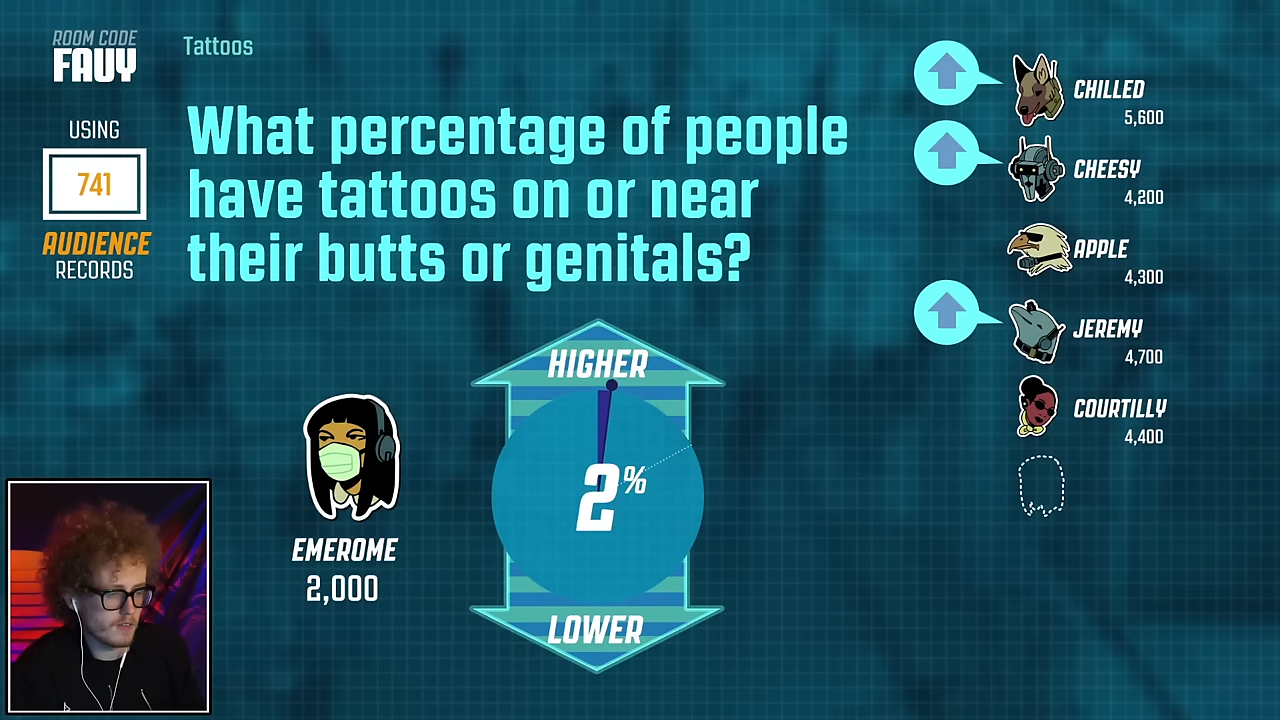 ROOM CODE
FAUY
USING
741
AUDIENCE
RECORDS
Tattoos
What percentage of people
have tattoos on or near
their butts or genitals?
HIGHER
2%
LOWER
EMEROME
2,000
CHILLED
5,600
CHEESY
4,200
APPLE
4,300
JEREMY
4,700
COURTILLY
4,400